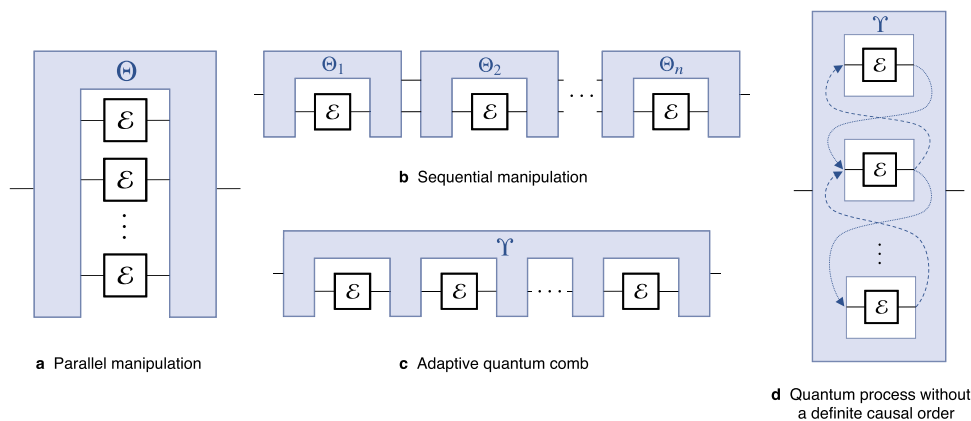 Θ
ℰ
ℰ
⋮
ℰ
a Parallel manipulation
Θ₁ Θ₂ Θₙ
ℰ ℰ ··· ℰ
b Sequential manipulation
ϒ
ℰ ℰ ···· ℰ
c Adaptive quantum comb
ϒ
ℰ
ℰ
⋮
ℰ
d Quantum process without
a definite causal order